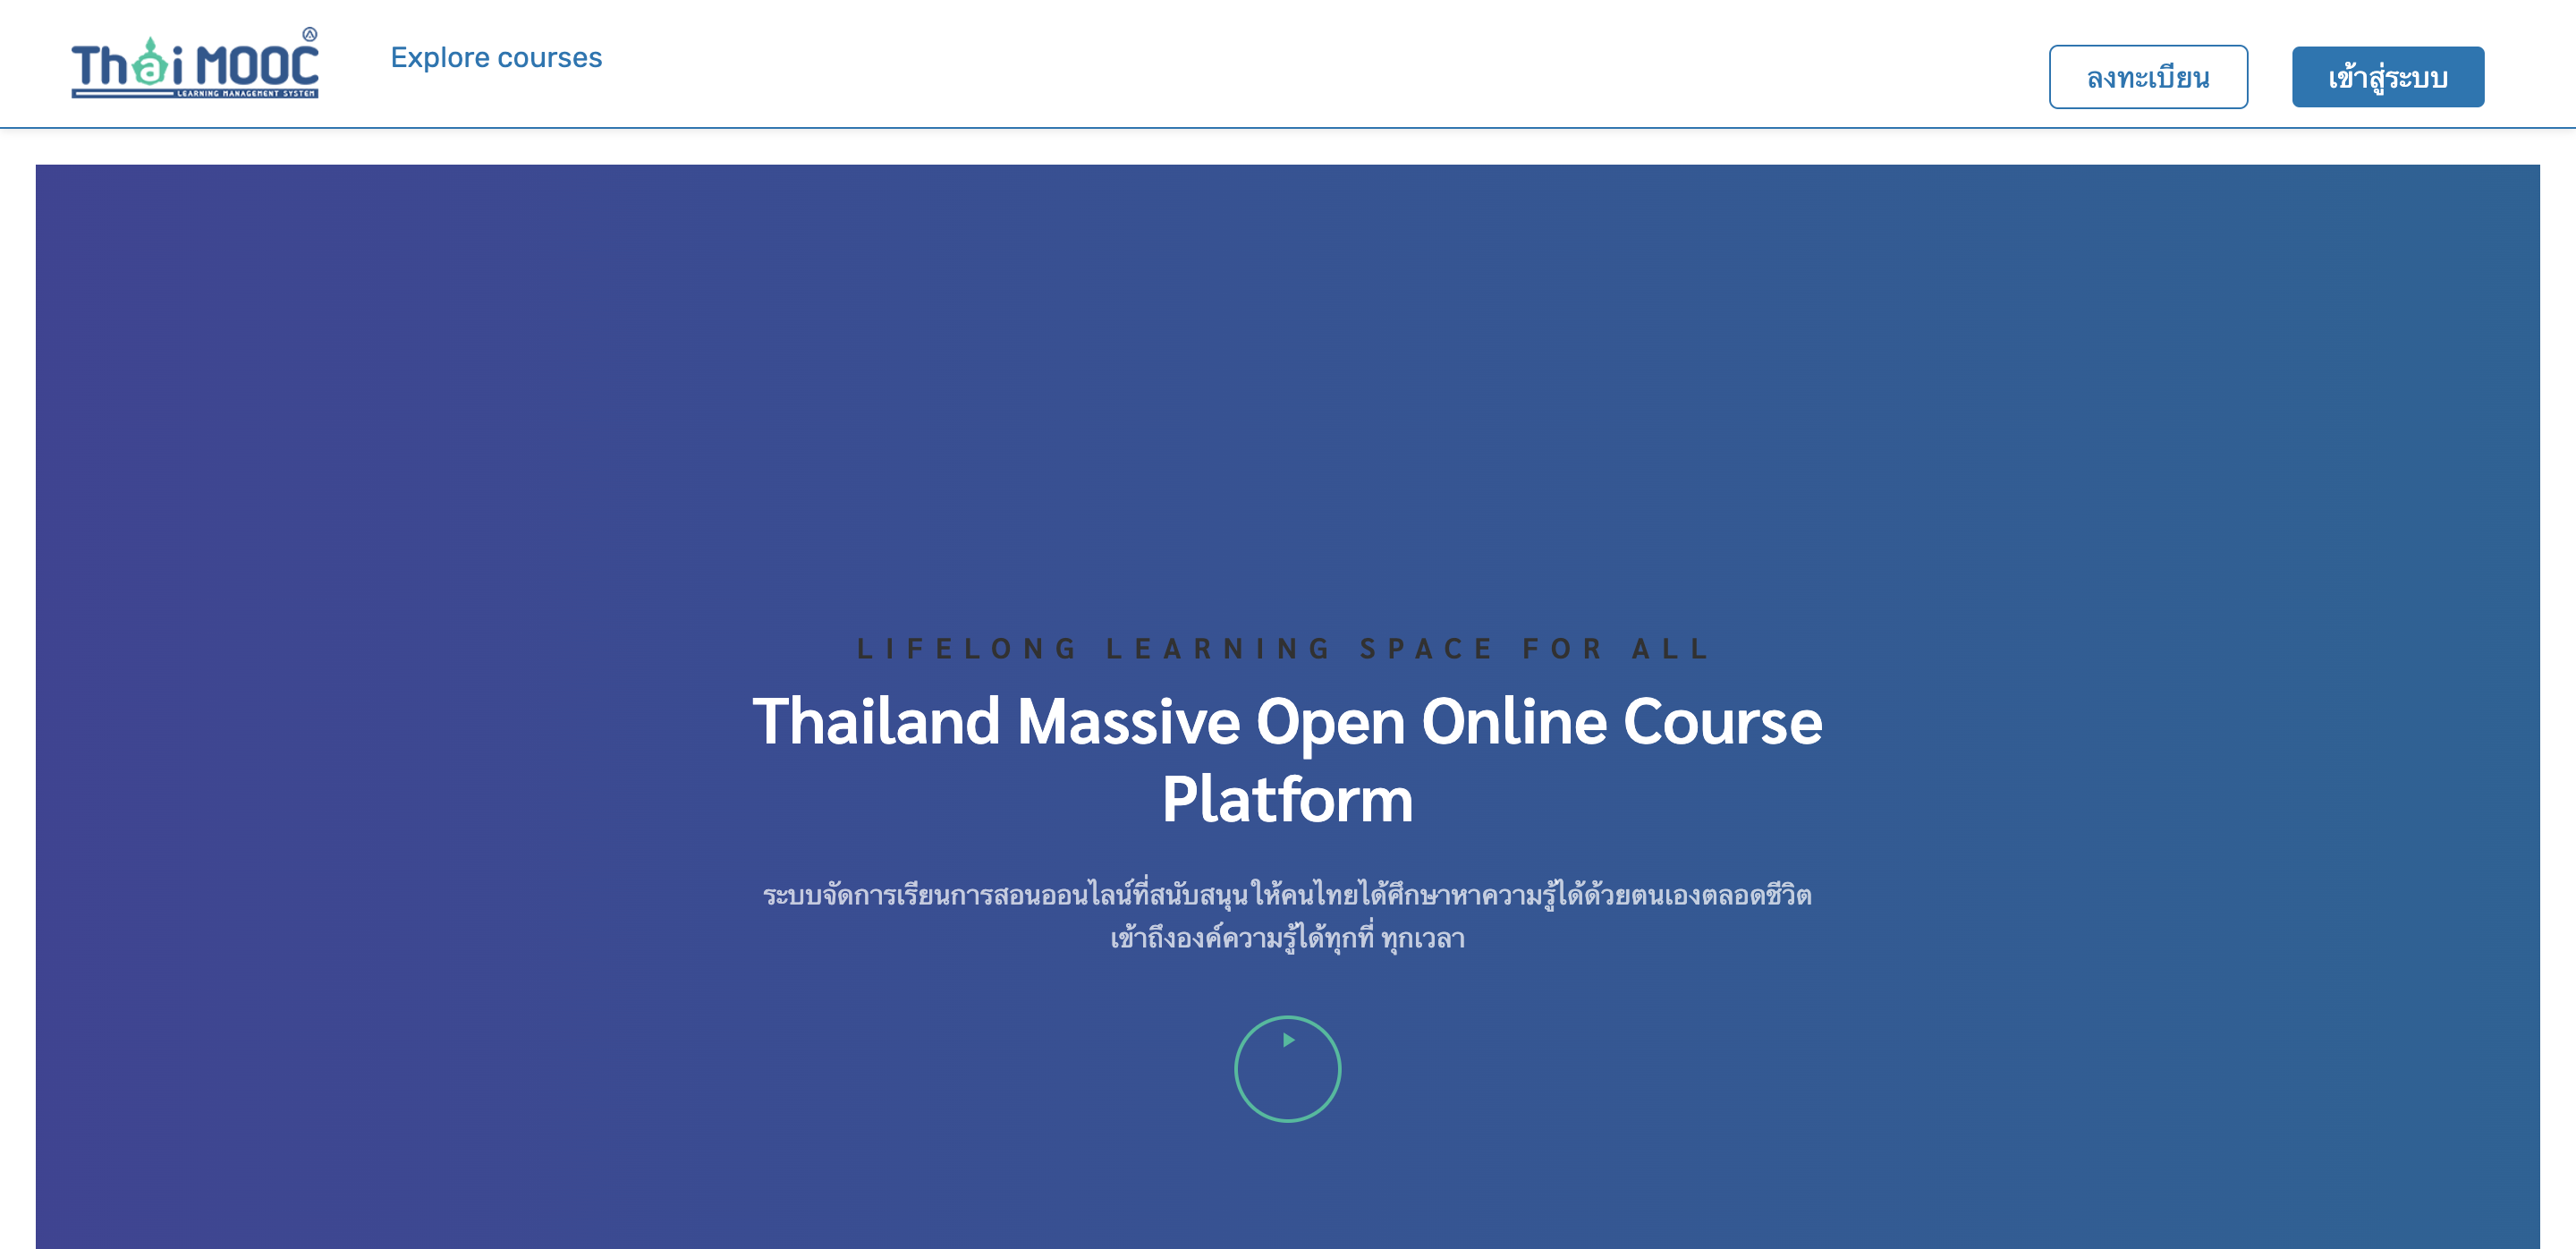 Thai MOOC
LEARNING MANAGEMENT SYSTEM
Explore courses
ลงทะเบียน
เข้าสู่ระบบ
LIFELONG LEARNING SPACE FOR ALL
Thailand Massive Open Online Course
Platform
ระบบจัดการเรียนการสอนออนไลน์ที่สนับสนุน ให้คนไทยได้ศึกษาหาความรู้ได้ด้วยตนเองตลอดชีวิต
เข้าถึงองค์ความรู้ได้ทุกที่ ทุกเวลา